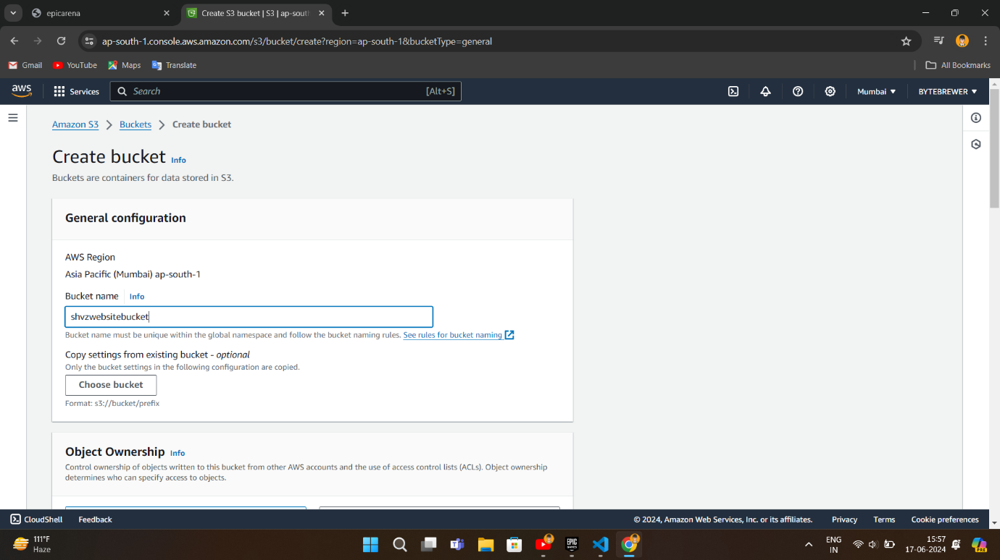 epicarena
Create S3 bucket | S3 | ap-sout
ap-south-1.console.aws.amazon.com/s3/bucket/create?region=ap-south-1&bucketType=general
Gmail YouTube Maps Translate All Bookmarks
aws Services Search [Alt+S] Mumbai BYTEBREWER
Amazon S3 Buckets Create bucket
Create bucket Info
Buckets are containers for data stored in S3.
General configuration
AWS Region
Asia Pacific (Mumbai) ap-south-1
Bucket name Info
shvzwebsitebucket
Bucket name must be unique within the global namespace and follow the bucket naming rules. See rules for bucket naming
Copy settings from existing bucket - optional
Only the bucket settings in the following configuration are copied.
Choose bucket
Format: s3://bucket/prefix
Object Ownership Info
Control ownership of objects written to this bucket from other AWS accounts and the use of access control lists (ACLs). Object ownership
determines who can specify access to objects.
CloudShell Feedback © 2024, Amazon Web Services, Inc. or its affiliates. Privacy Terms Cookie preferences
111°F
Haze
EPIC
GAMES
ENG
IN
15:57
17-06-2024
PRE